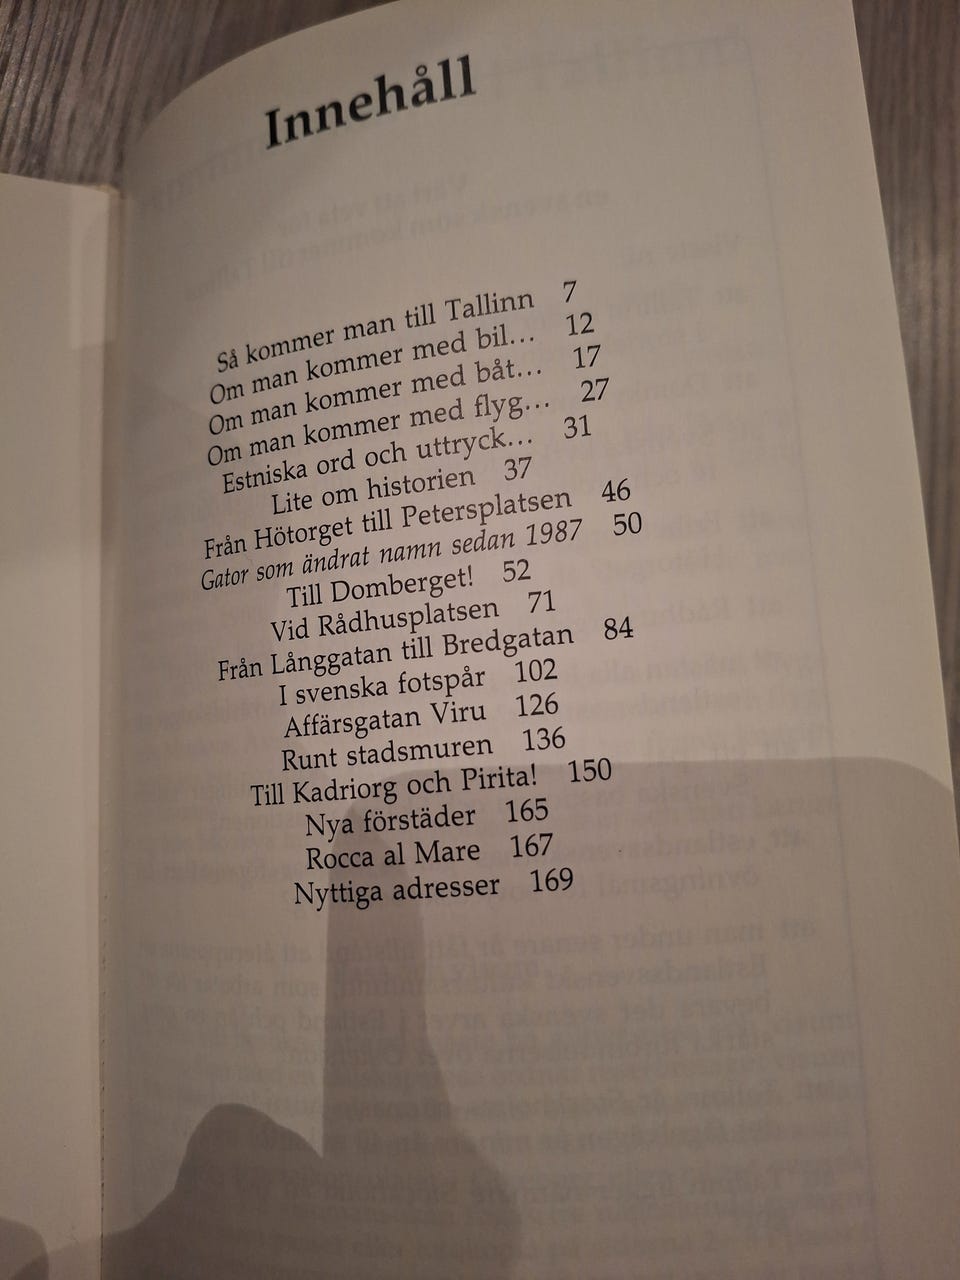 Innehåll
Så kommer man till Tallinn 7
Om man kommer med bil... 12
Om man kommer med båt... 17
Om man kommer med flyg... 27
Estniska ord och uttryck... 31
Lite om historien 37
Från Hötorget till Petersplatsen 46
Gator som ändrat namn sedan 1987 50
Till Domberget! 52
Vid Rådhusplatsen 71
Från Långgatan till Bredgatan 84
I svenska fotspår 102
Affärsgatan Viru 126
Runt stadsmuren 136
Till Kadriorg och Pirita! 150
Nya förstäder 165
Rocca al Mare 167
Nyttiga adresser 169